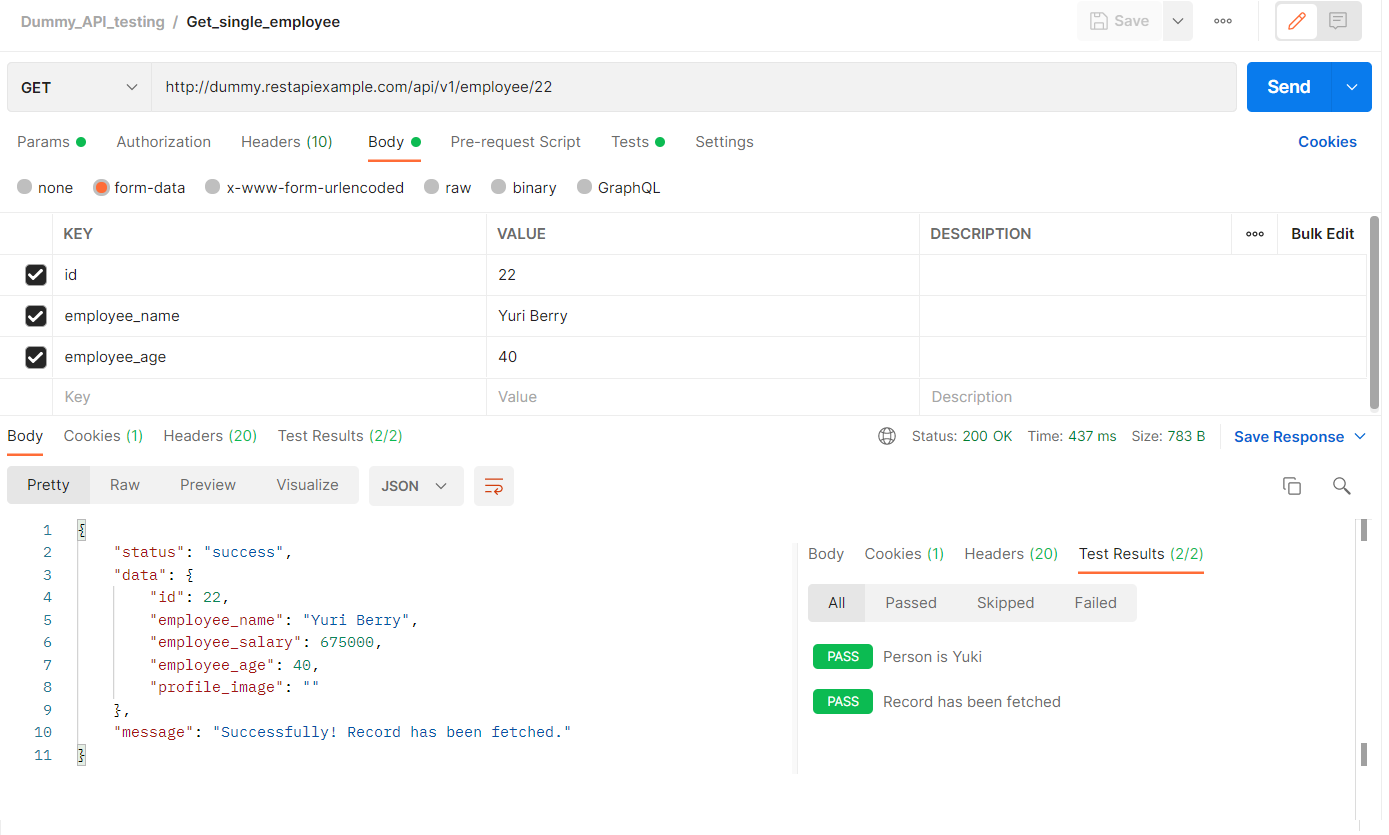 Dummy_API_testing / Get_single_employee Save ooo
GET http://dummy.restapiexample.com/api/v1/employee/22 Send
Params Authorization Headers (10) Body Pre-request Script Tests Settings Cookies
none form-data x-www-form-urlencoded raw binary GraphQL
KEY VALUE DESCRIPTION ooo Bulk Edit
id 22
employee_name Yuri Berry
employee_age 40
Key Value Description
Body Cookies (1) Headers (20) Test Results (2/2) Status: 200 OK Time: 437 ms Size: 783 B Save Response
Pretty Raw Preview Visualize JSON
1 {
2 "status": "success",
3 "data": {
4 "id": 22,
5 "employee_name": "Yuri Berry",
6 "employee_salary": 675000,
7 "employee_age": 40,
8 "profile_image": ""
9 },
10 "message": "Successfully! Record has been fetched."
11 }
Body Cookies (1) Headers (20) Test Results (2/2)
All Passed Skipped Failed
PASS Person is Yuki
PASS Record has been fetched